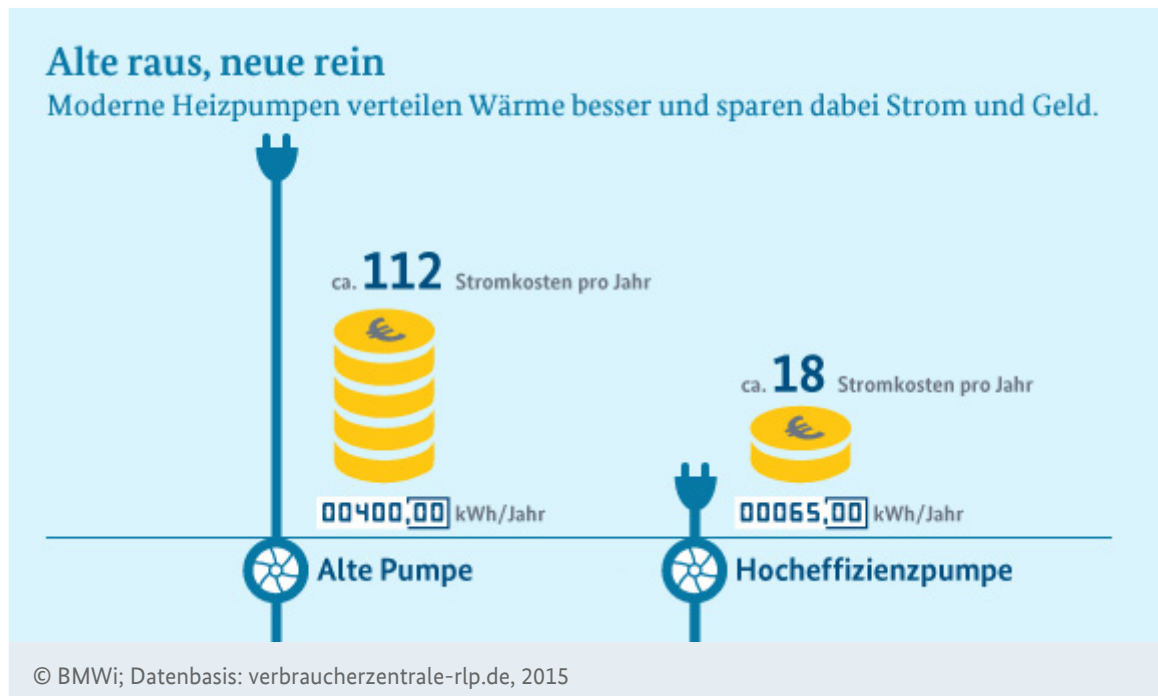 Alte raus, neue rein
Moderne Heizpumpen verteilen Wärme besser und sparen dabei Strom und Geld.
ca. 112 Stromkosten pro Jahr
€
00400,00 kWh/Jahr
Alte Pumpe
ca. 18 Stromkosten pro Jahr
€
00065,00 kWh/Jahr
Hocheffizienzpumpe
© BMWi; Datenbasis: verbraucherzentrale-rlp.de, 2015